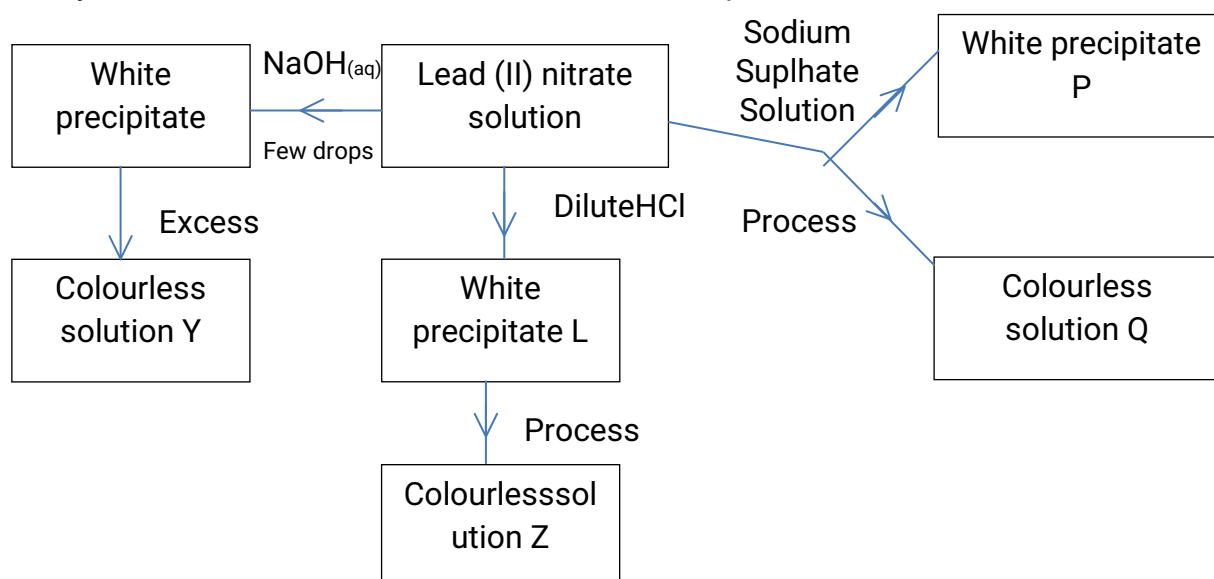 White
precipitate
NaOH(aq)
Few drops
Lead (II) nitrate
solution
Sodium
Suplhate
Solution
White precipitate
P
Excess
DiluteHCl
Process
Colourless
solution Y
White
precipitate L
Colourless
solution Q
Process
Colourlesssol
ution Z